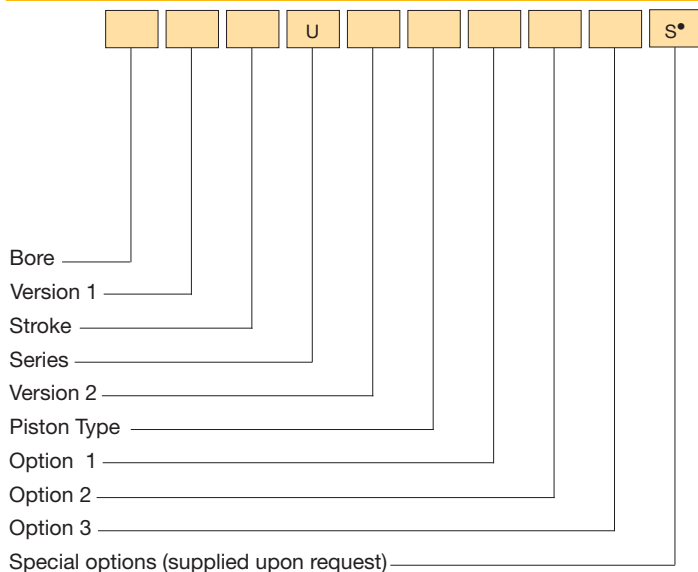 U S•
Bore
Version 1
Stroke
Series
Version 2
Piston Type
Option 1
Option 2
Option 3
Special options (supplied upon request)